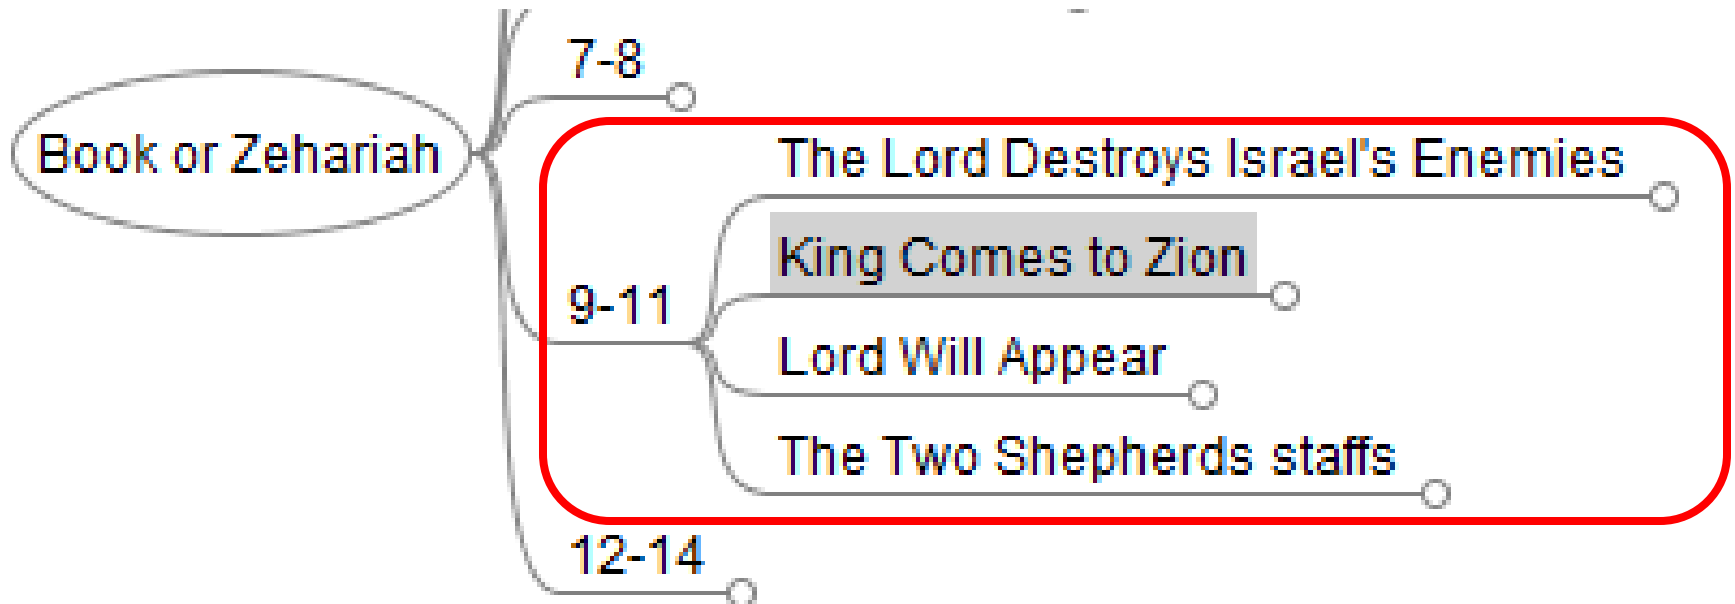 7-8
Book or Zehariah
The Lord Destroys Israel's Enemies
King Comes to Zion
9-11
Lord Will Appear
The Two Shepherds staffs
12-14